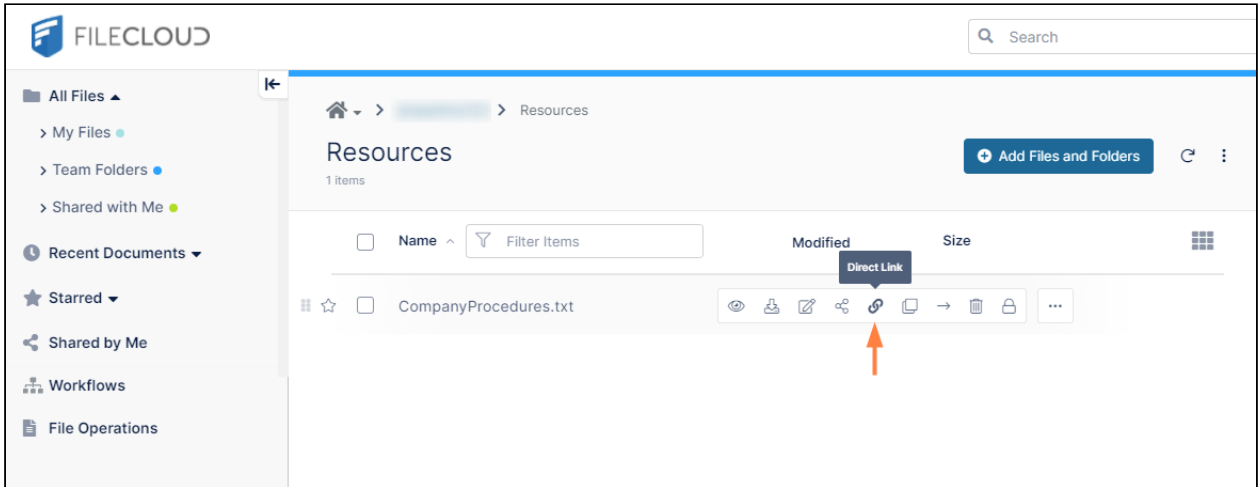 FILECLOUD
Search
All Files
My Files
Team Folders
Shared with Me
Recent Documents
Starred
Shared by Me
Workflows
File Operations
Resources
Resources
1 items
Add Files and Folders
Name
Filter Items
Modified
Size
Direct Link
CompanyProcedures.txt